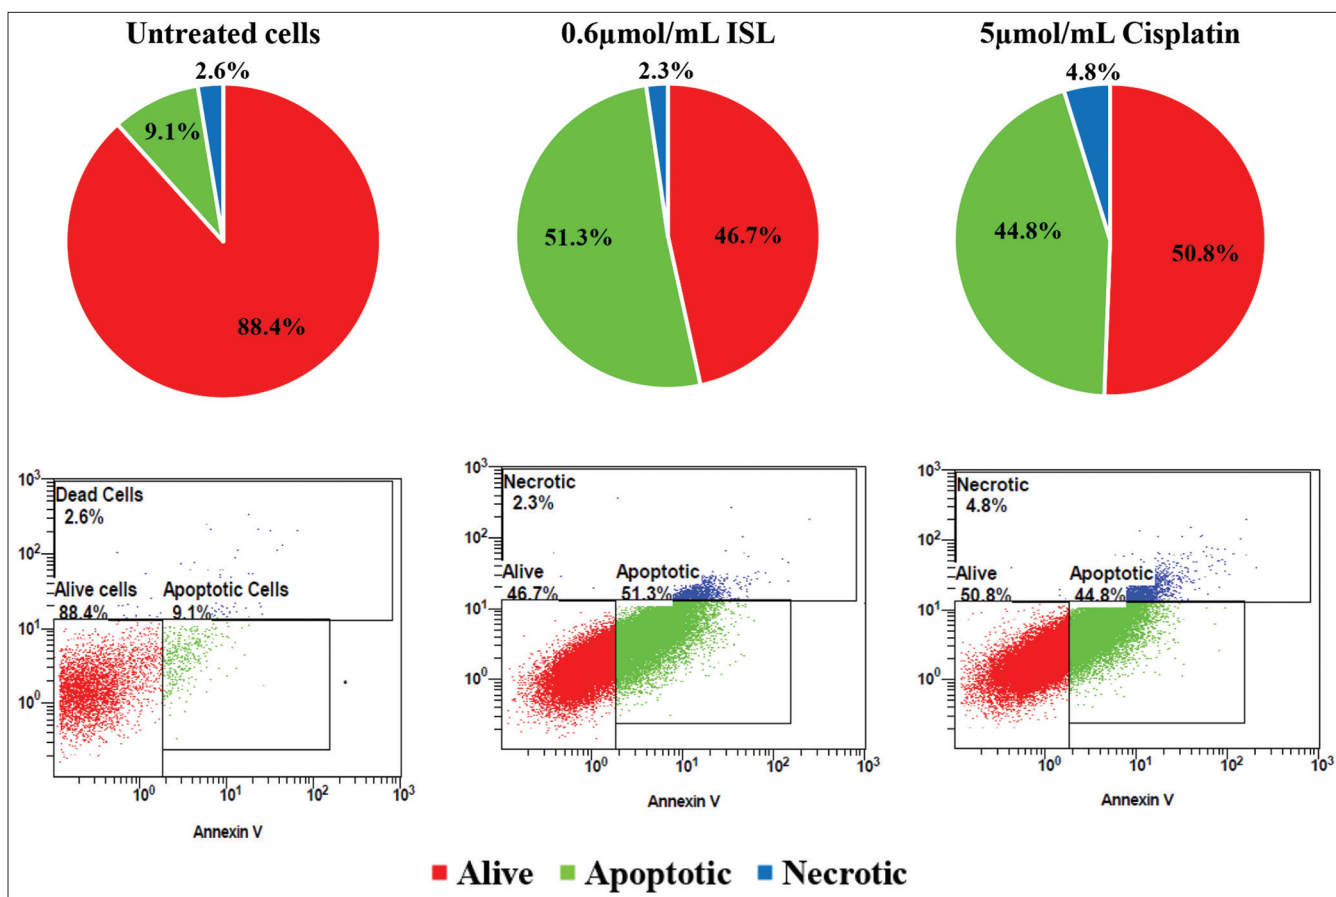 Untreated cells
0.6µmol/mL ISL
5µmol/mL Cisplatin
2.6%
9.1%
88.4%
2.3%
51.3%
46.7%
4.8%
44.8%
50.8%
10³
10²
10¹
10⁰
Dead Cells
2.6%
Alive cells
88.4%
Apoptotic Cells
9.1%
10⁰ 10¹ 10² 10³
Annexin V
10³
10²
10¹
10⁰
Necrotic
2.3%
Alive
46.7%
Apoptotic
51.3%
10⁰ 10¹ 10² 10³
Annexin V
10³
10²
10¹
10⁰
Necrotic
4.8%
Alive
50.8%
Apoptotic
44.8%
10⁰ 10¹ 10² 10³
Annexin V
Alive Apoptotic Necrotic